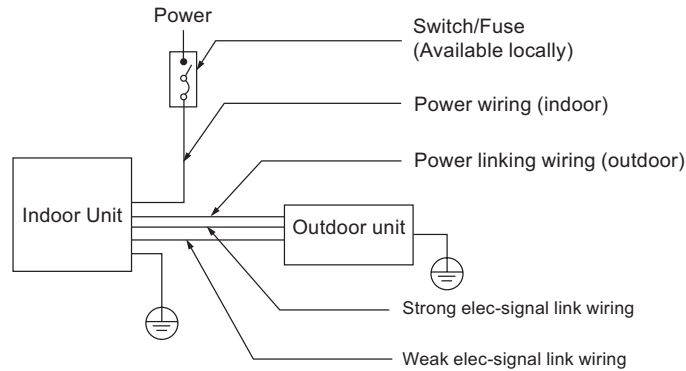 Power
Switch/Fuse
(Available locally)
Power wiring (indoor)
Power linking wiring (outdoor)
Indoor Unit
Outdoor unit
Strong elec-signal link wiring
Weak elec-signal link wiring